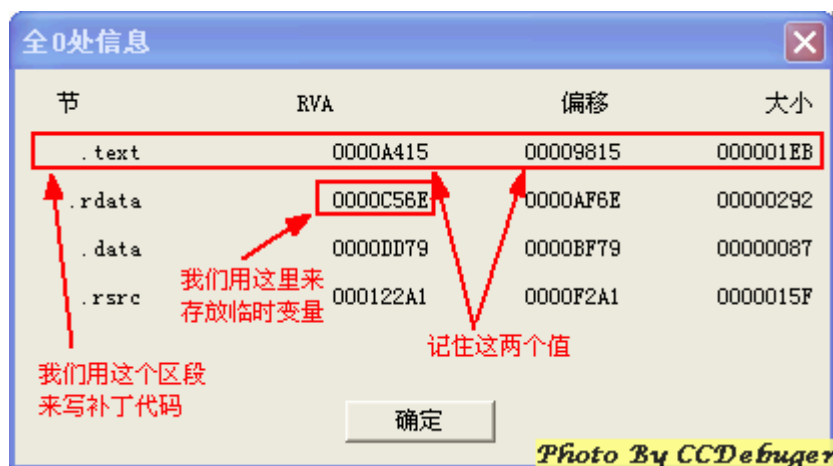 全0处信息
节 RVA 偏移 大小
.text 0000A415 00009815 000001EB
.rdata 0000C56E 0000AF6E 00000292
.data 0000DD79 0000BF79 00000087
.rsrc 000122A1 0000F2A1 0000015F
我们用这里来
存放临时变量
记住这两个值
我们用这个区段
来写补丁代码
确定
Photo By CCDebuger